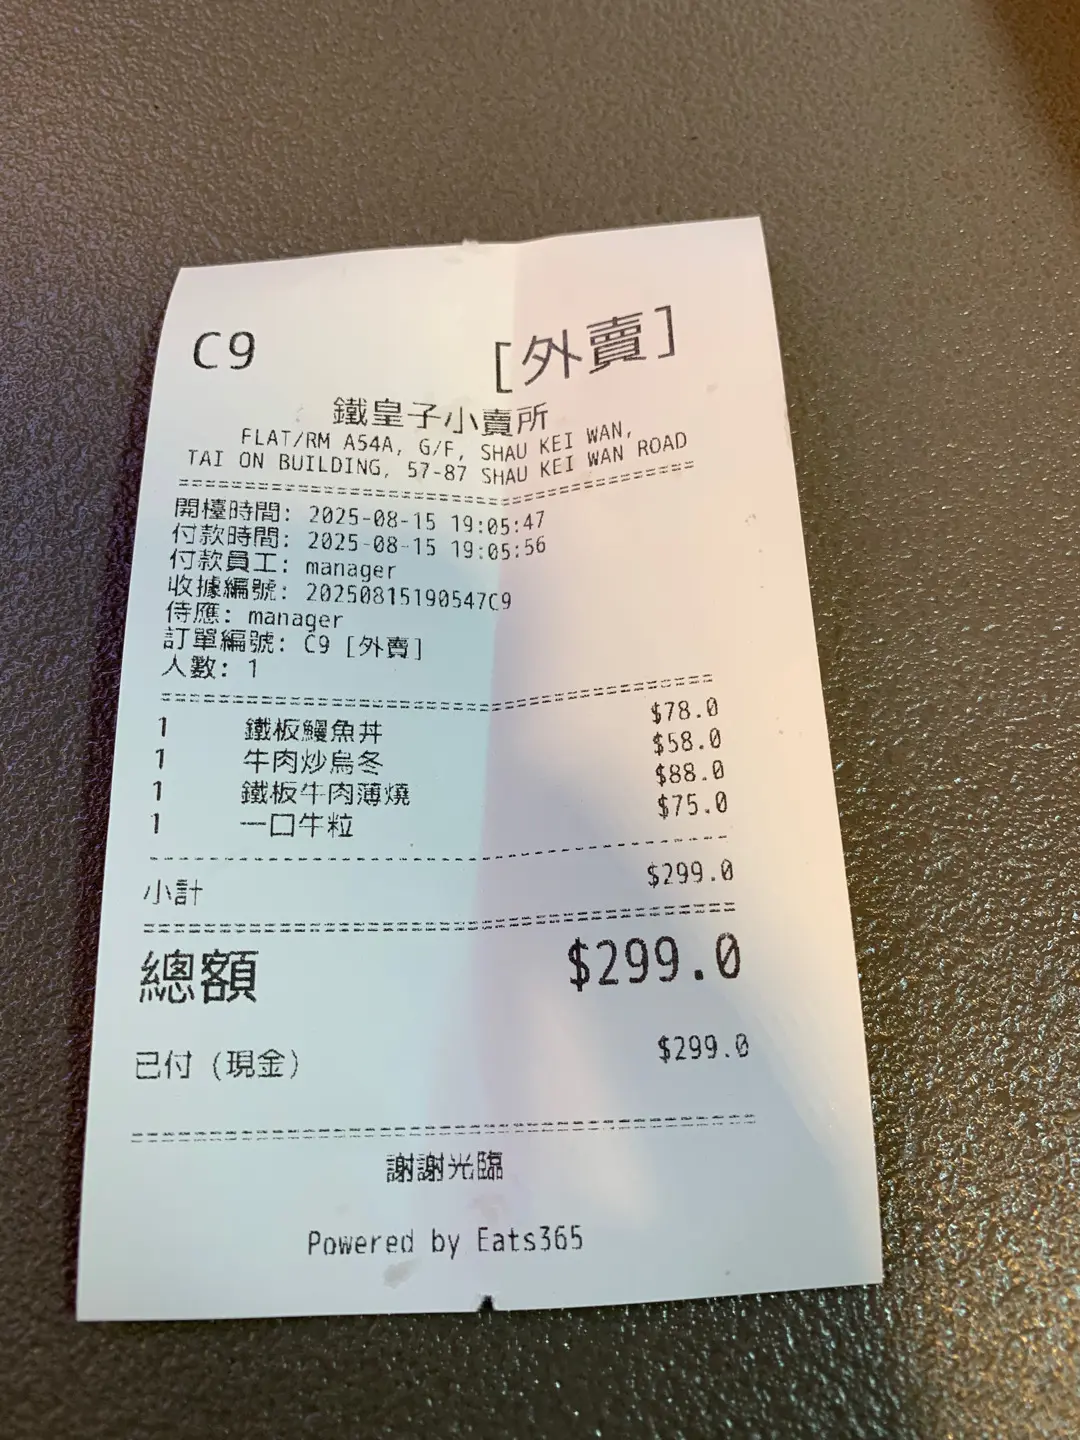 C9 [外賣]
鐵皇子小賣所
FLAT/RM A54A, G/F, SHAU KEI WAN,
TAI ON BUILDING, 57-87 SHAU KEI WAN ROAD
開檯時間: 2025-08-15 19:05:47
付款時間: 2025-08-15 19:05:56
付款員工: manager
收據編號: 20250815190547C9
侍應: manager
訂單編號: C9 [外賣]
人數: 1
1 鐵板鰻魚丼 $78.0
1 牛肉炒烏冬 $58.0
1 鐵板牛肉薄燒 $88.0
1 一口牛粒 $75.0
小計 $299.0
總額 $299.0
已付 (現金) $299.0
謝謝光臨
Powered by Eats365